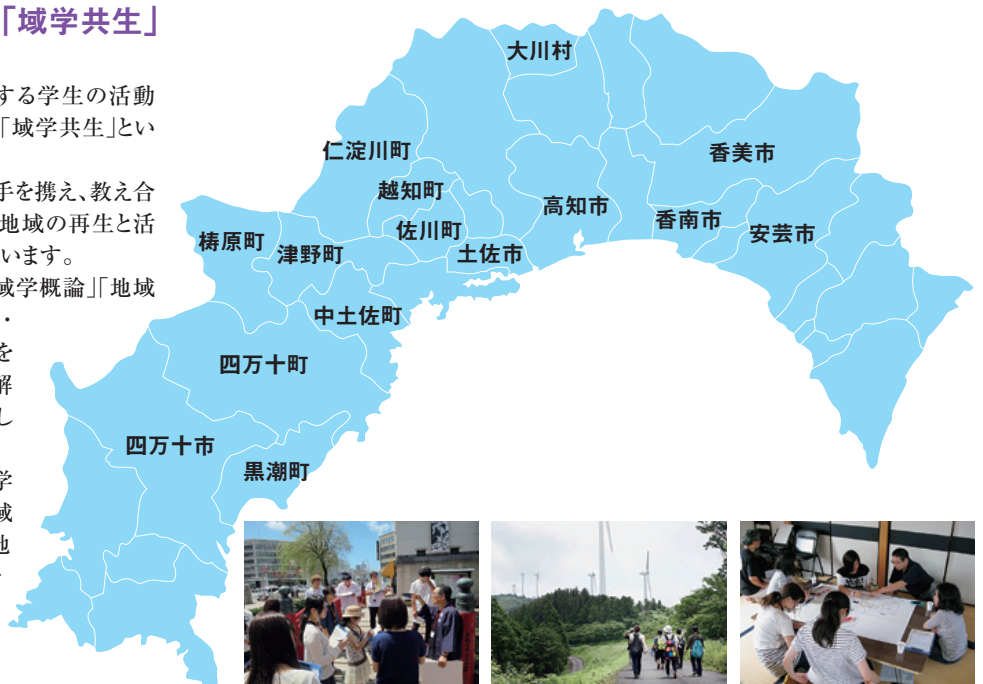 「域学共生」
する学生の活動
「域学共生」とい
手を携え、教え合
地域の再生と活
います。
域学概論」「地域
・
を
解
し
学
域
地
大川村
仁淀川町
香美市
越知町
高知市
佐川町
香南市
安芸市
梼原町
津野町
土佐市
中土佐町
四万十町
四万十市
黒潮町